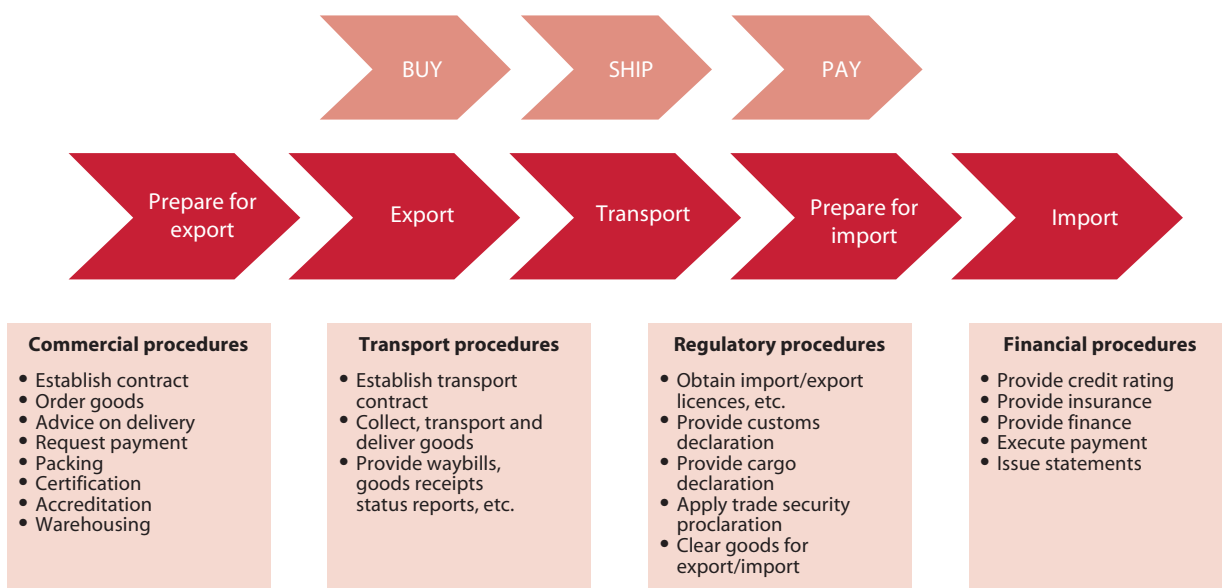 BUY
SHIP
PAY
Prepare for
export
Export
Transport
Prepare for
import
Import
Commercial procedures
• Establish contract
• Order goods
• Advice on delivery
• Request payment
• Packing
• Certification
• Accreditation
• Warehousing
Transport procedures
• Establish transport
contract
• Collect, transport and
deliver goods
• Provide waybills,
goods receipts
status reports, etc.
Regulatory procedures
• Obtain import/export
licences, etc.
• Provide customs
declaration
• Provide cargo
declaration
• Apply trade security
proclaration
• Clear goods for
export/import
Financial procedures
• Provide credit rating
• Provide insurance
• Provide finance
• Execute payment
• Issue statements